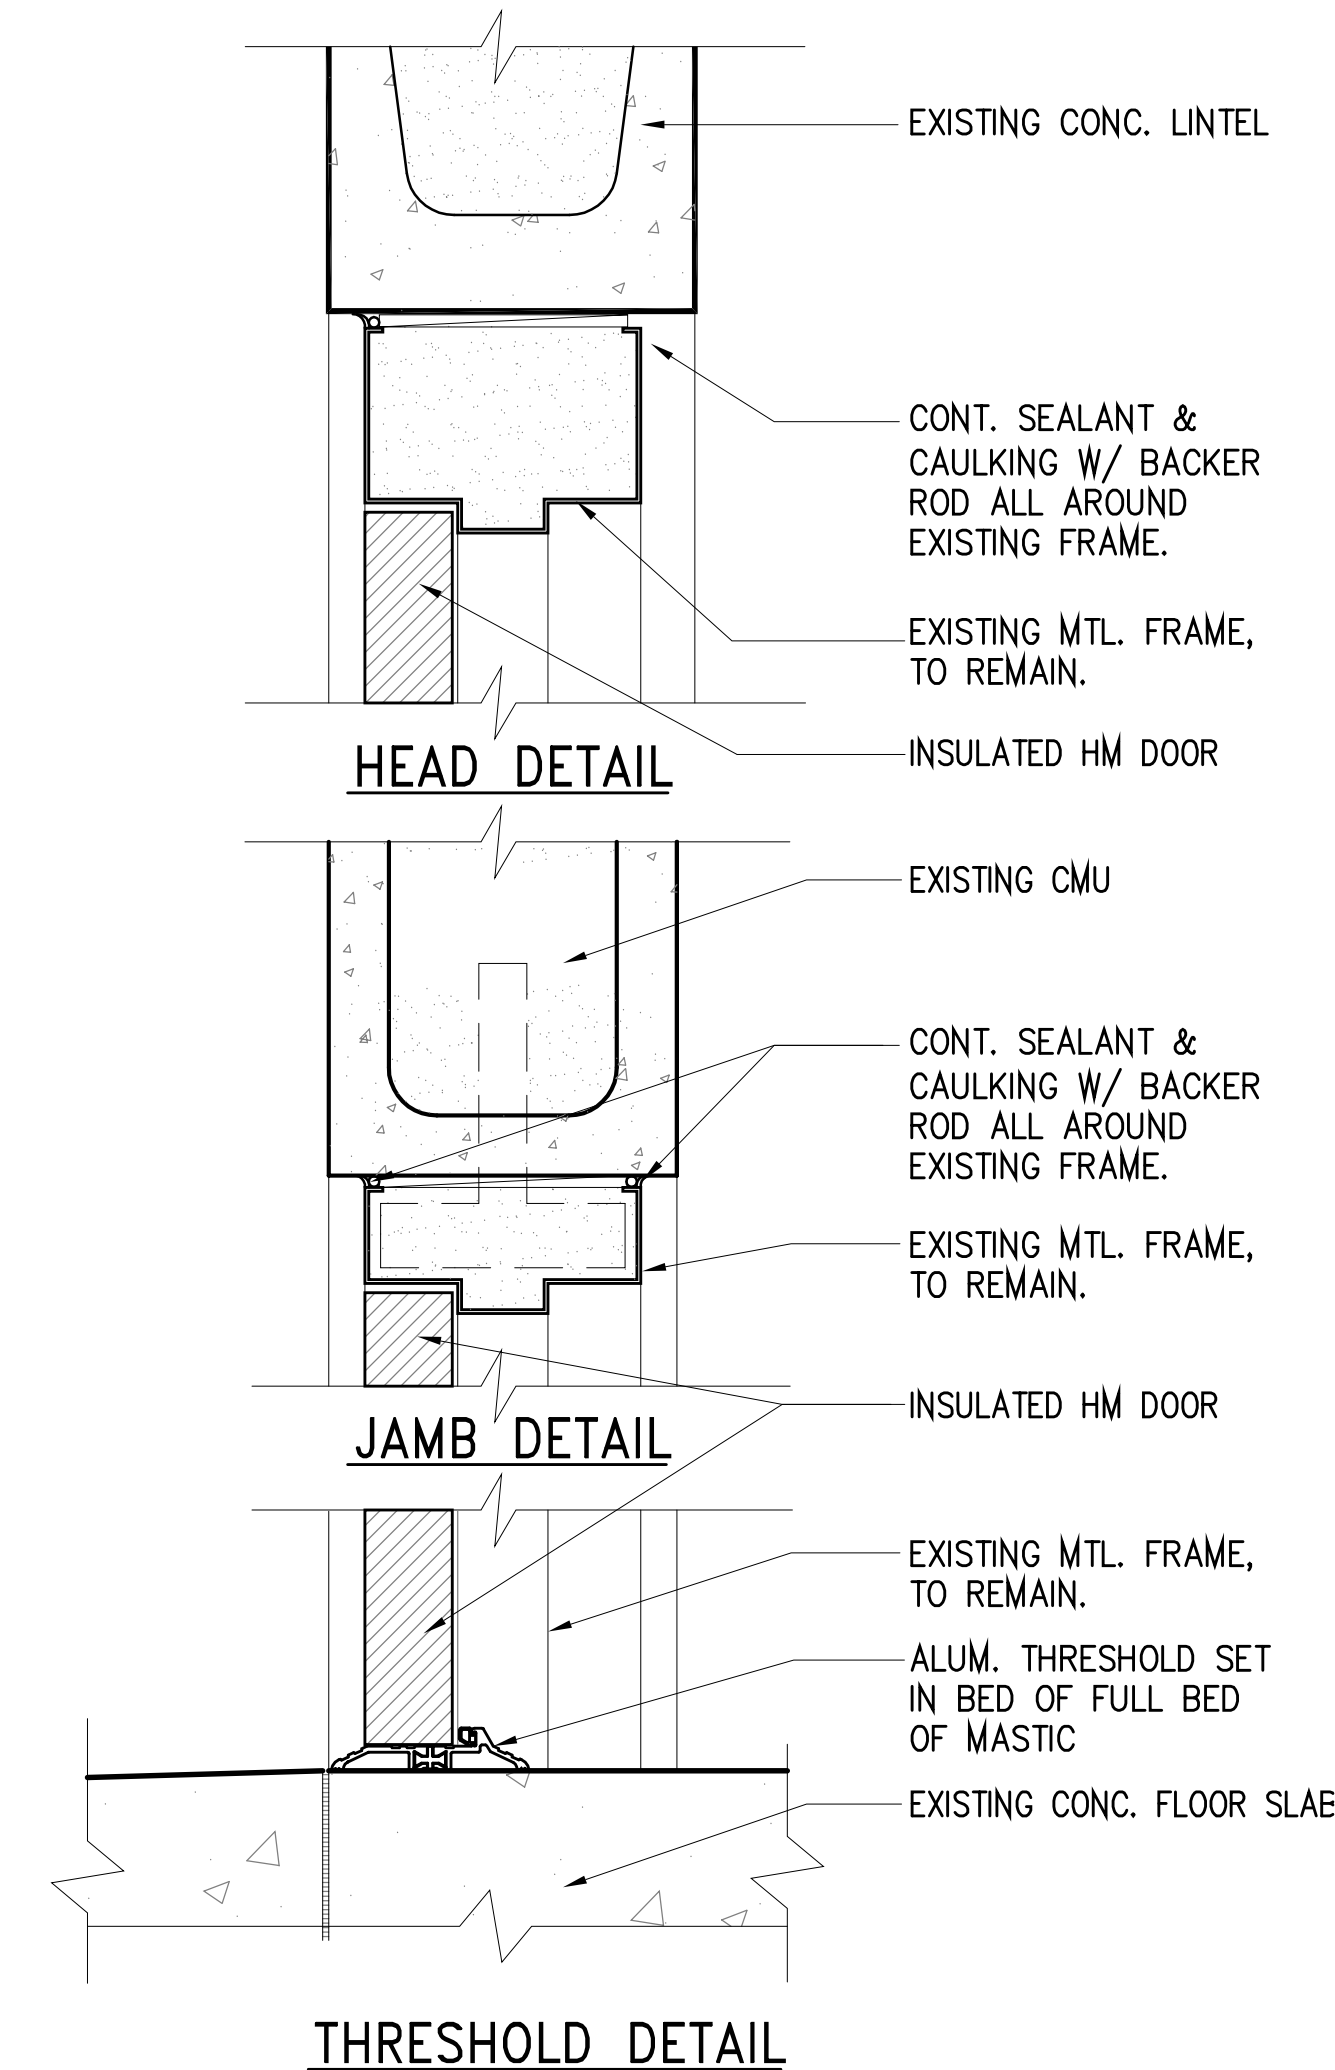 EXISTING CONC. LINTEL
CONT. SEALANT &
CAULKING W/ BACKER
ROD ALL AROUND
EXISTING FRAME.
EXISTING MTL. FRAME,
TO REMAIN.
INSULATED HM DOOR
HEAD DETAIL
EXISTING CMU
CONT. SEALANT &
CAULKING W/ BACKER
ROD ALL AROUND
EXISTING FRAME.
EXISTING MTL. FRAME,
TO REMAIN.
INSULATED HM DOOR
JAMB DETAIL
EXISTING MTL. FRAME,
TO REMAIN.
ALUM. THRESHOLD SET
IN BED OF FULL BED
OF MASTIC
EXISTING CONC. FLOOR SLAB
THRESHOLD DETAIL